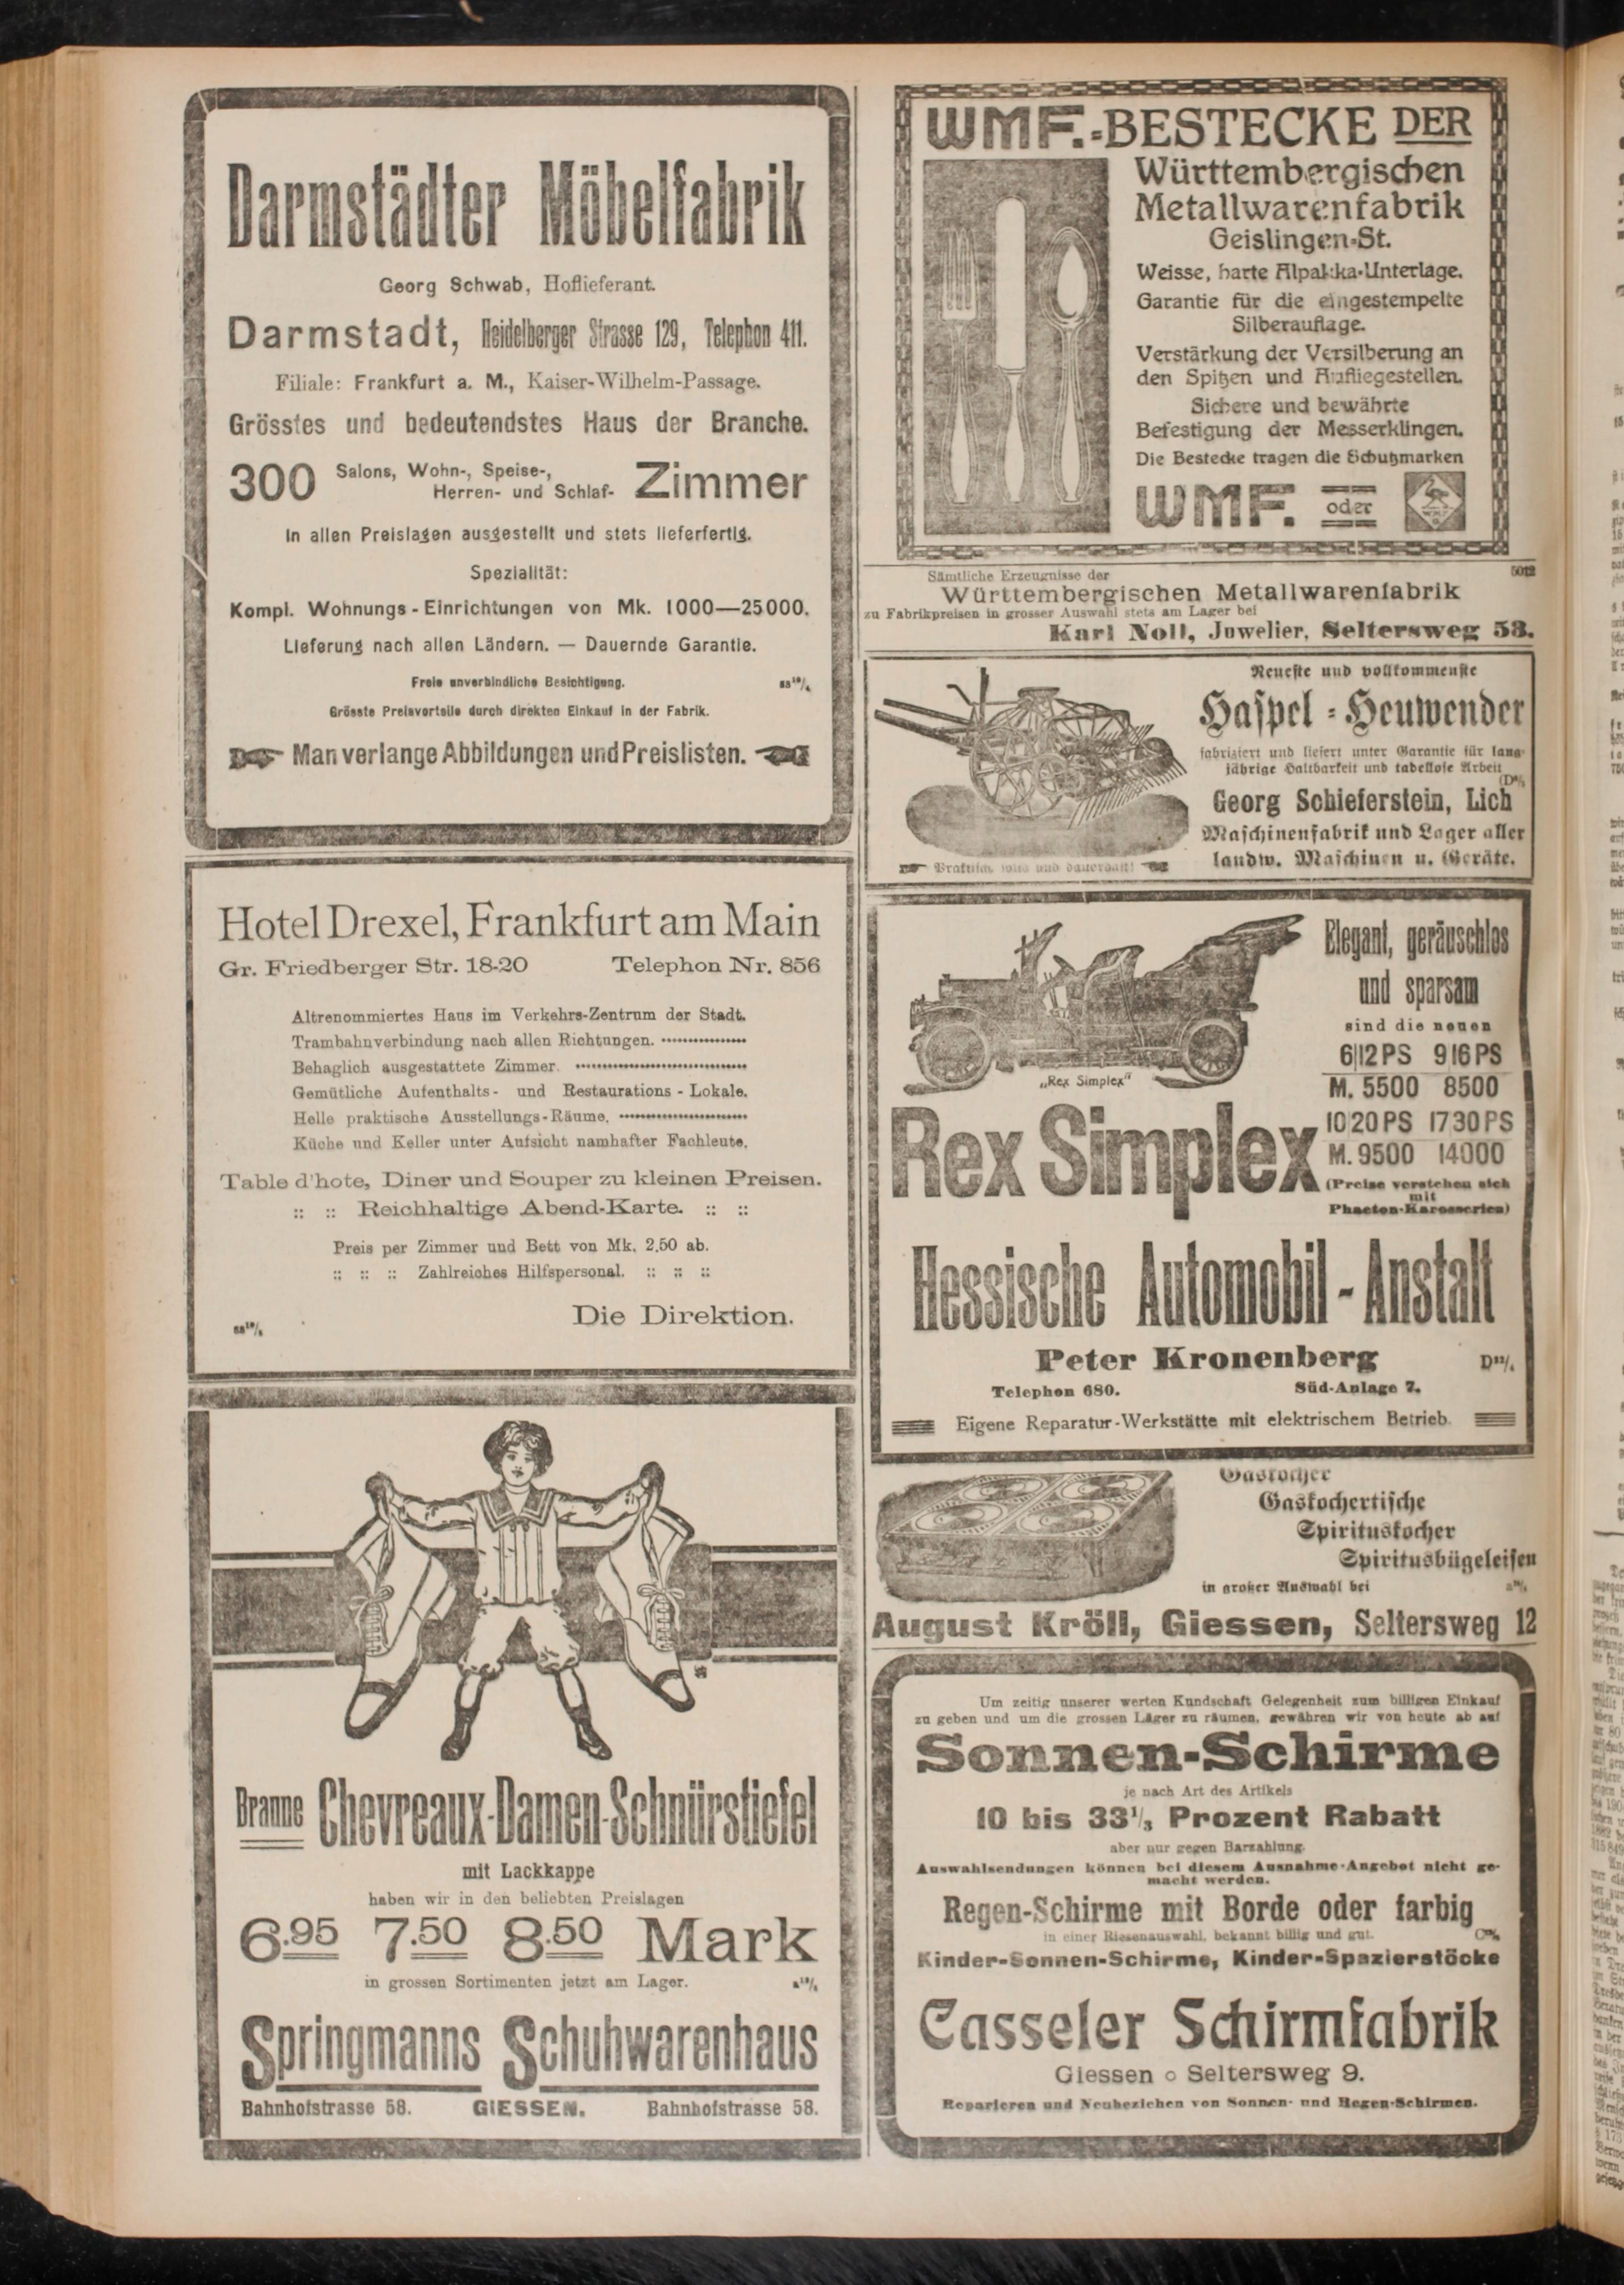 Darmstädter Möbelfabrik
Georg Schwab, Hoflieferant.
Darmstadt, Heidelberger Strasse 129, Telephon 411.
Filiale: Frankfurt a. M., Kaiser-Wilhelm-Passage.
Grösstes und bedeutendstes Haus der Branche.
300 Salons, Wohn-, Speise-, Herren- und Schlaf- Zimmer
in allen Preislagen ausgestellt und stets lieferfertig.
Spezialität:
Kompl. Wohnungs-Einrichtungen von Mk. 1000—25000.
Lieferung nach allen Ländern. — Dauernde Garantie.
Freie unverbindliche Besichtigung.
Grösste Preisvorteile durch direkten Einkauf in der Fabrik.
Man verlange Abbildungen und Preislisten.
Hotel Drexel, Frankfurt am Main
Gr. Friedberger Str. 18-20 Telephon Nr. 856
Altrenommiertes Haus im Verkehrs-Zentrum der Stadt.
Trambahnverbindung nach allen Richtungen.
Behaglich ausgestattete Zimmer.
Gemütliche Aufenthalts- und Restaurations-Lokale.
Helle praktische Ausstellungs-Räume.
Küche und Keller unter Aufsicht namhafter Fachleute.
Table d'hote, Diner und Souper zu kleinen Preisen.
:: :: Reichhaltige Abend-Karte. :: ::
Preis per Zimmer und Bett von Mk. 2.50 ab.
:: :: :: Zahlreiches Hilfspersonal. :: :: ::
Die Direktion.
Braune Chevreaux-Damen-Schnürstiefel
mit Lackkappe
haben wir in den beliebten Preislagen
6.95 7.50 8.50 Mark
in grossen Sortimenten jetzt am Lager.
Springmanns Schuhwarenhaus
Bahnhofstrasse 58. GIESSEN. Bahnhofstrasse 58.
WMF.-BESTECKE DER
Württembergischen
Metallwarenfabrik
Geislingen-St.
Weisse, harte Alpakka-Unterlage.
Garantie für die eingestempelte
Silberauflage.
Verstärkung der Versilberung an
den Spitzen und Aufliegestellen.
Sichere und bewährte
Befestigung der Messerklingen.
Die Bestecke tragen die Schutzmarken
WMF. oder
Sämtliche Erzeugnisse der 5012
Württembergischen Metallwarenfabrik
zu Fabrikpreisen in grosser Auswahl stets am Lager bei
Karl Noll, Juwelier, Seltersweg 53.
Neueste und vollkommenste
Haspel-Heuwender
fabriziert und liefert unter Garantie für lang-
jährige Haltbarkeit und tadellose Arbeit
Georg Schieferstein, Lich
Maschinenfabrik und Lager aller
landw. Maschinen u. Geräte.
und dauerhaft!
Elegant, geräuschlos
und sparsam
sind die neuen
6|12 PS 9 16 PS
M. 5500 8500
10 20 PS 17 30 PS
M. 9500 14000
(Preise verstehen sich
mit
Phaeton-Karosserien)
„Rex Simplex“
Rex Simplex
Hessische Automobil-Anstalt
Peter Kronenberg
Telephon 680. Süd-Anlage 7.
Eigene Reparatur-Werkstätte mit elektrischem Betrieb.
Gaskocher
Gaskochertische
Spirituskocher
Spiritusbügeleisen
in großer Auswahl bei
August Kröll, Giessen, Seltersweg 12
Um zeitig unserer werten Kundschaft Gelegenheit zum billigen Einkauf
zu geben und um die grossen Läger zu räumen, gewähren wir von heute ab auf
Sonnen-Schirme
je nach Art des Artikels
10 bis 33 1/3 Prozent Rabatt
aber nur gegen Barzahlung.
Auswahlsendungen können bei diesem Ausnahme-Angebot nicht ge-
macht werden.
Regen-Schirme mit Borde oder farbig
in einer Riesenauswahl, bekannt billig und gut.
Kinder-Sonnen-Schirme, Kinder-Spazierstöcke
Casseler Schirmfabrik
Giessen o Seltersweg 9.
Reparieren und Neubeziehen von Sonnen- und Regen-Schirmen.